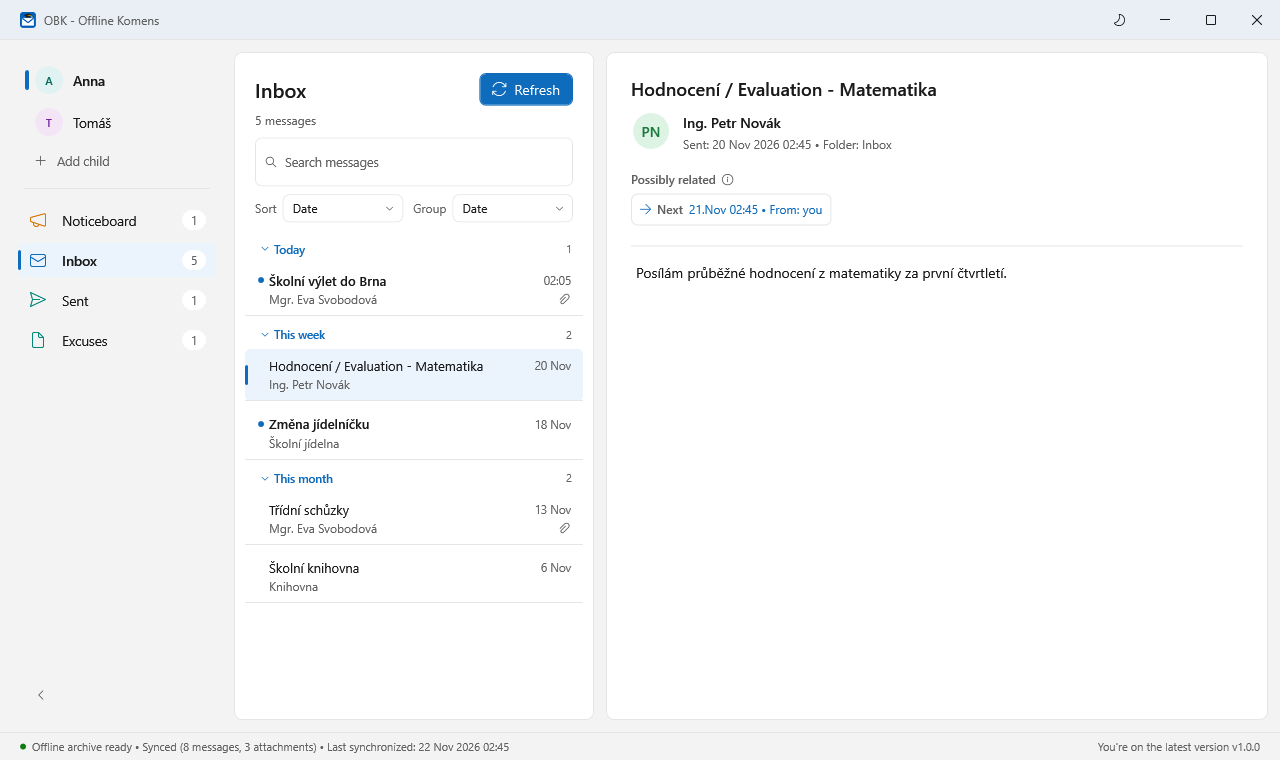 OBK - Offline Komens
A Anna
T Tomáš
Add child
Noticeboard 1
Inbox 5
Sent 1
Excuses 1
Inbox
Refresh
5 messages
Search messages
Sort Date Group Date
Today 1
Školní výlet do Brna 02:05
Mgr. Eva Svobodová
This week 2
Hodnocení / Evaluation - Matematika 20 Nov
Ing. Petr Novák
Změna jídelníčku 18 Nov
Školní jídelna
This month 2
Třídní schůzky 13 Nov
Mgr. Eva Svobodová
Školní knihovna 6 Nov
Knihovna
Hodnocení / Evaluation - Matematika
PN
Ing. Petr Novák
Sent: 20 Nov 2026 02:45 • Folder: Inbox
Possibly related
Next 21.Nov 02:45 • From: you
Posílám průběžné hodnocení z matematiky za první čtvrtletí.
Offline archive ready • Synced (8 messages, 3 attachments) • Last synchronized: 22 Nov 2026 02:45
You're on the latest version v1.0.0